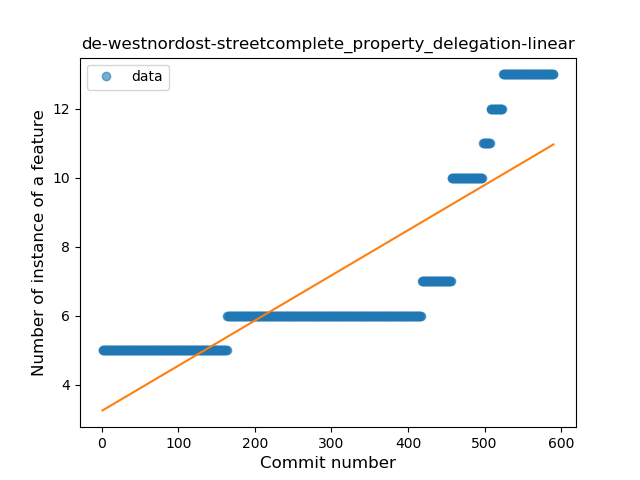 de-westnordost-streetcomplete_property_delegation-linear
data
Number of instance of a feature
12
10
8
6
4
0 100 200 300 400 500 600
Commit number